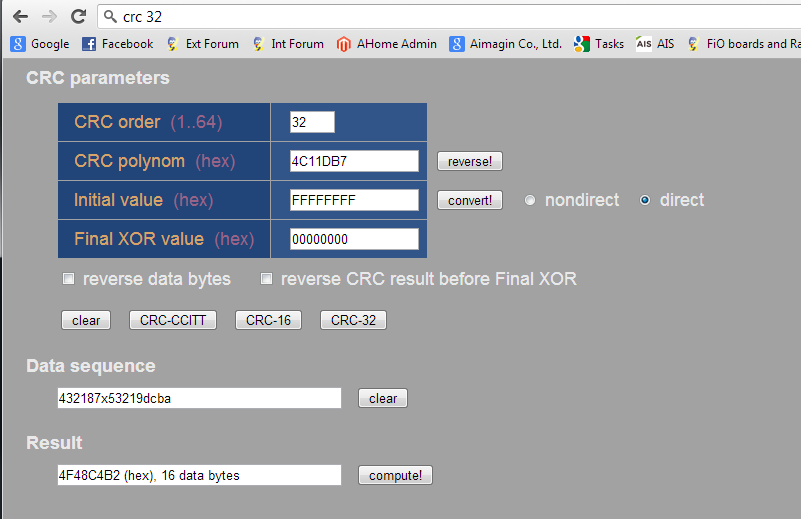 crc 32
Google Facebook Ext Forum Int Forum AHome Admin Aimagin Co., Ltd. Tasks AIS AIS FiO boards and Ra
CRC parameters
CRC order (1..64) 32
CRC polynom (hex) 4C11DB7 reverse!
Initial value (hex) FFFFFFFF convert! nondirect direct
Final XOR value (hex) 00000000
reverse data bytes reverse CRC result before Final XOR
clear CRC-CCITT CRC-16 CRC-32
Data sequence
432187x53219dcba clear
Result
4F48C4B2 (hex), 16 data bytes compute!